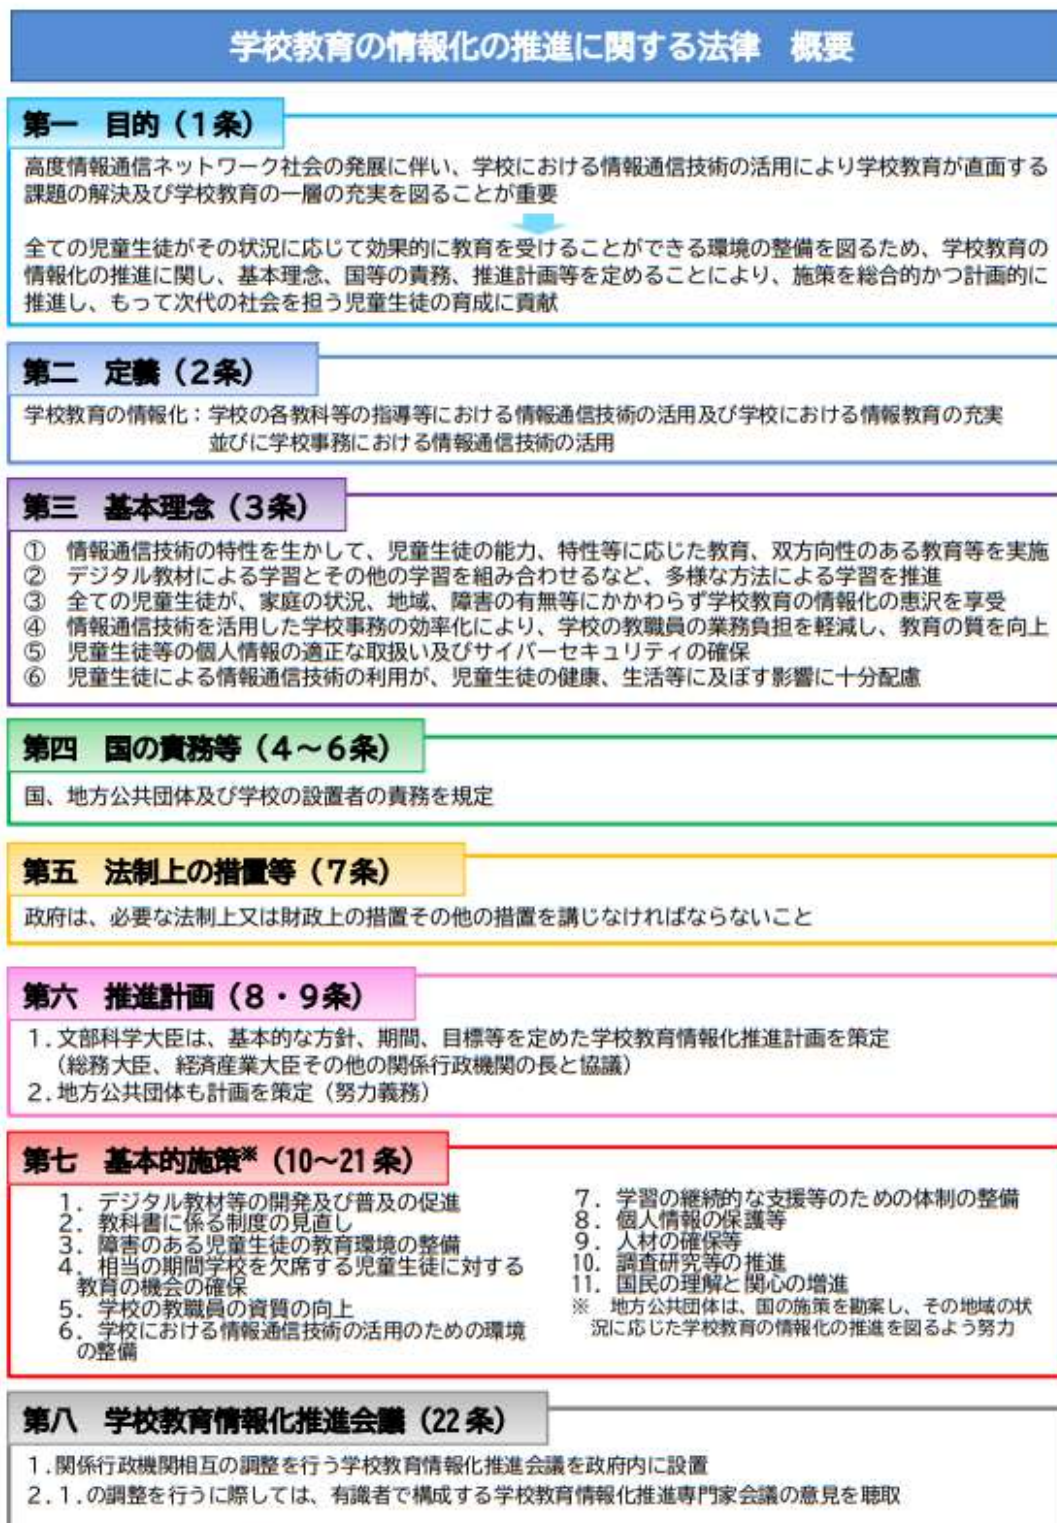 学校教育の情報化の推進に関する法律　概要
第一　目的（１条）
高度情報通信ネットワーク社会の発展に伴い、学校における情報通信技術の活用により学校教育が直面する
課題の解決及び学校教育の一層の充実を図ることが重要
全ての児童生徒がその状況に応じて効果的に教育を受けることができる環境の整備を図るため、学校教育の
情報化の推進に関し、基本理念、国等の責務、推進計画等を定めることにより、施策を総合的かつ計画的に
推進し、もって次代の社会を担う児童生徒の育成に貢献
第二　定義（２条）
学校教育の情報化：学校の各教科等の指導等における情報通信技術の活用及び学校における情報教育の充実
並びに学校事務における情報通信技術の活用
第三　基本理念（３条）
①　情報通信技術の特性を生かして、児童生徒の能力、特性等に応じた教育、双方向性のある教育等を実施
②　デジタル教材による学習とその他の学習を組み合わせるなど、多様な方法による学習を推進
③　全ての児童生徒が、家庭の状況、地域、障害の有無等にかかわらず学校教育の情報化の恵沢を享受
④　情報通信技術を活用した学校事務の効率化により、学校の教職員の業務負担を軽減し、教育の質を向上
⑤　児童生徒等の個人情報の適正な取扱い及びサイバーセキュリティの確保
⑥　児童生徒による情報通信技術の利用が、児童生徒の健康、生活等に及ぼす影響に十分配慮
第四　国の責務等（４～６条）
国、地方公共団体及び学校の設置者の責務を規定
第五　法制上の措置等（７条）
政府は、必要な法制上又は財政上の措置その他の措置を講じなければならないこと
第六　推進計画（８・９条）
１．文部科学大臣は、基本的な方針、期間、目標等を定めた学校教育情報化推進計画を策定
（総務大臣、経済産業大臣その他の関係行政機関の長と協議）
２．地方公共団体も計画を策定（努力義務）
第七　基本的施策※（10～21 条）
１．デジタル教材等の開発及び普及の促進
２．教科書に係る制度の見直し
３．障害のある児童生徒の教育環境の整備
４．相当の期間学校を欠席する児童生徒に対する
教育の機会の確保
５．学校の教職員の資質の向上
６．学校における情報通信技術の活用のための環境
の整備
７．学習の継続的な支援等のための体制の整備
８．個人情報の保護等
９．人材の確保等
10．調査研究等の推進
11．国民の理解と関心の増進
※　地方公共団体は、国の施策を勘案し、その地域の状
況に応じた学校教育の情報化の推進を図るよう努力
第八　学校教育情報化推進会議（22 条）
１.関係行政機関相互の調整を行う学校教育情報化推進会議を政府内に設置
２.１.の調整を行うに際しては、有識者で構成する学校教育情報化推進専門家会議の意見を聴取